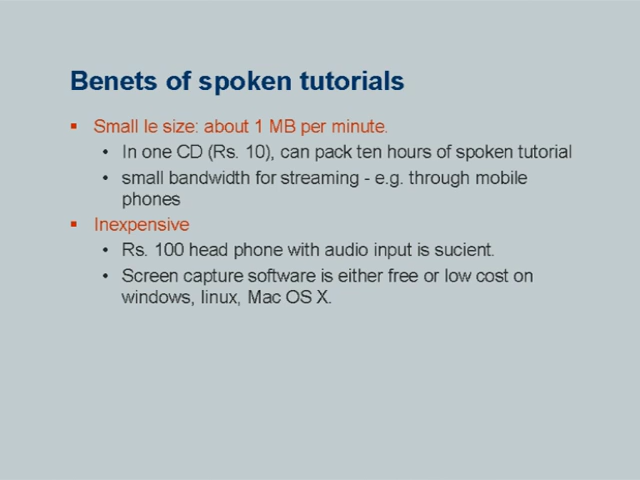 Benets of spoken tutorials
▪ Small le size: about 1 MB per minute.
• In one CD (Rs. 10), can pack ten hours of spoken tutorial
• small bandwidth for streaming - e.g. through mobile
phones
▪ Inexpensive
• Rs. 100 head phone with audio input is sucient.
• Screen capture software is either free or low cost on
windows, linux, Mac OS X.